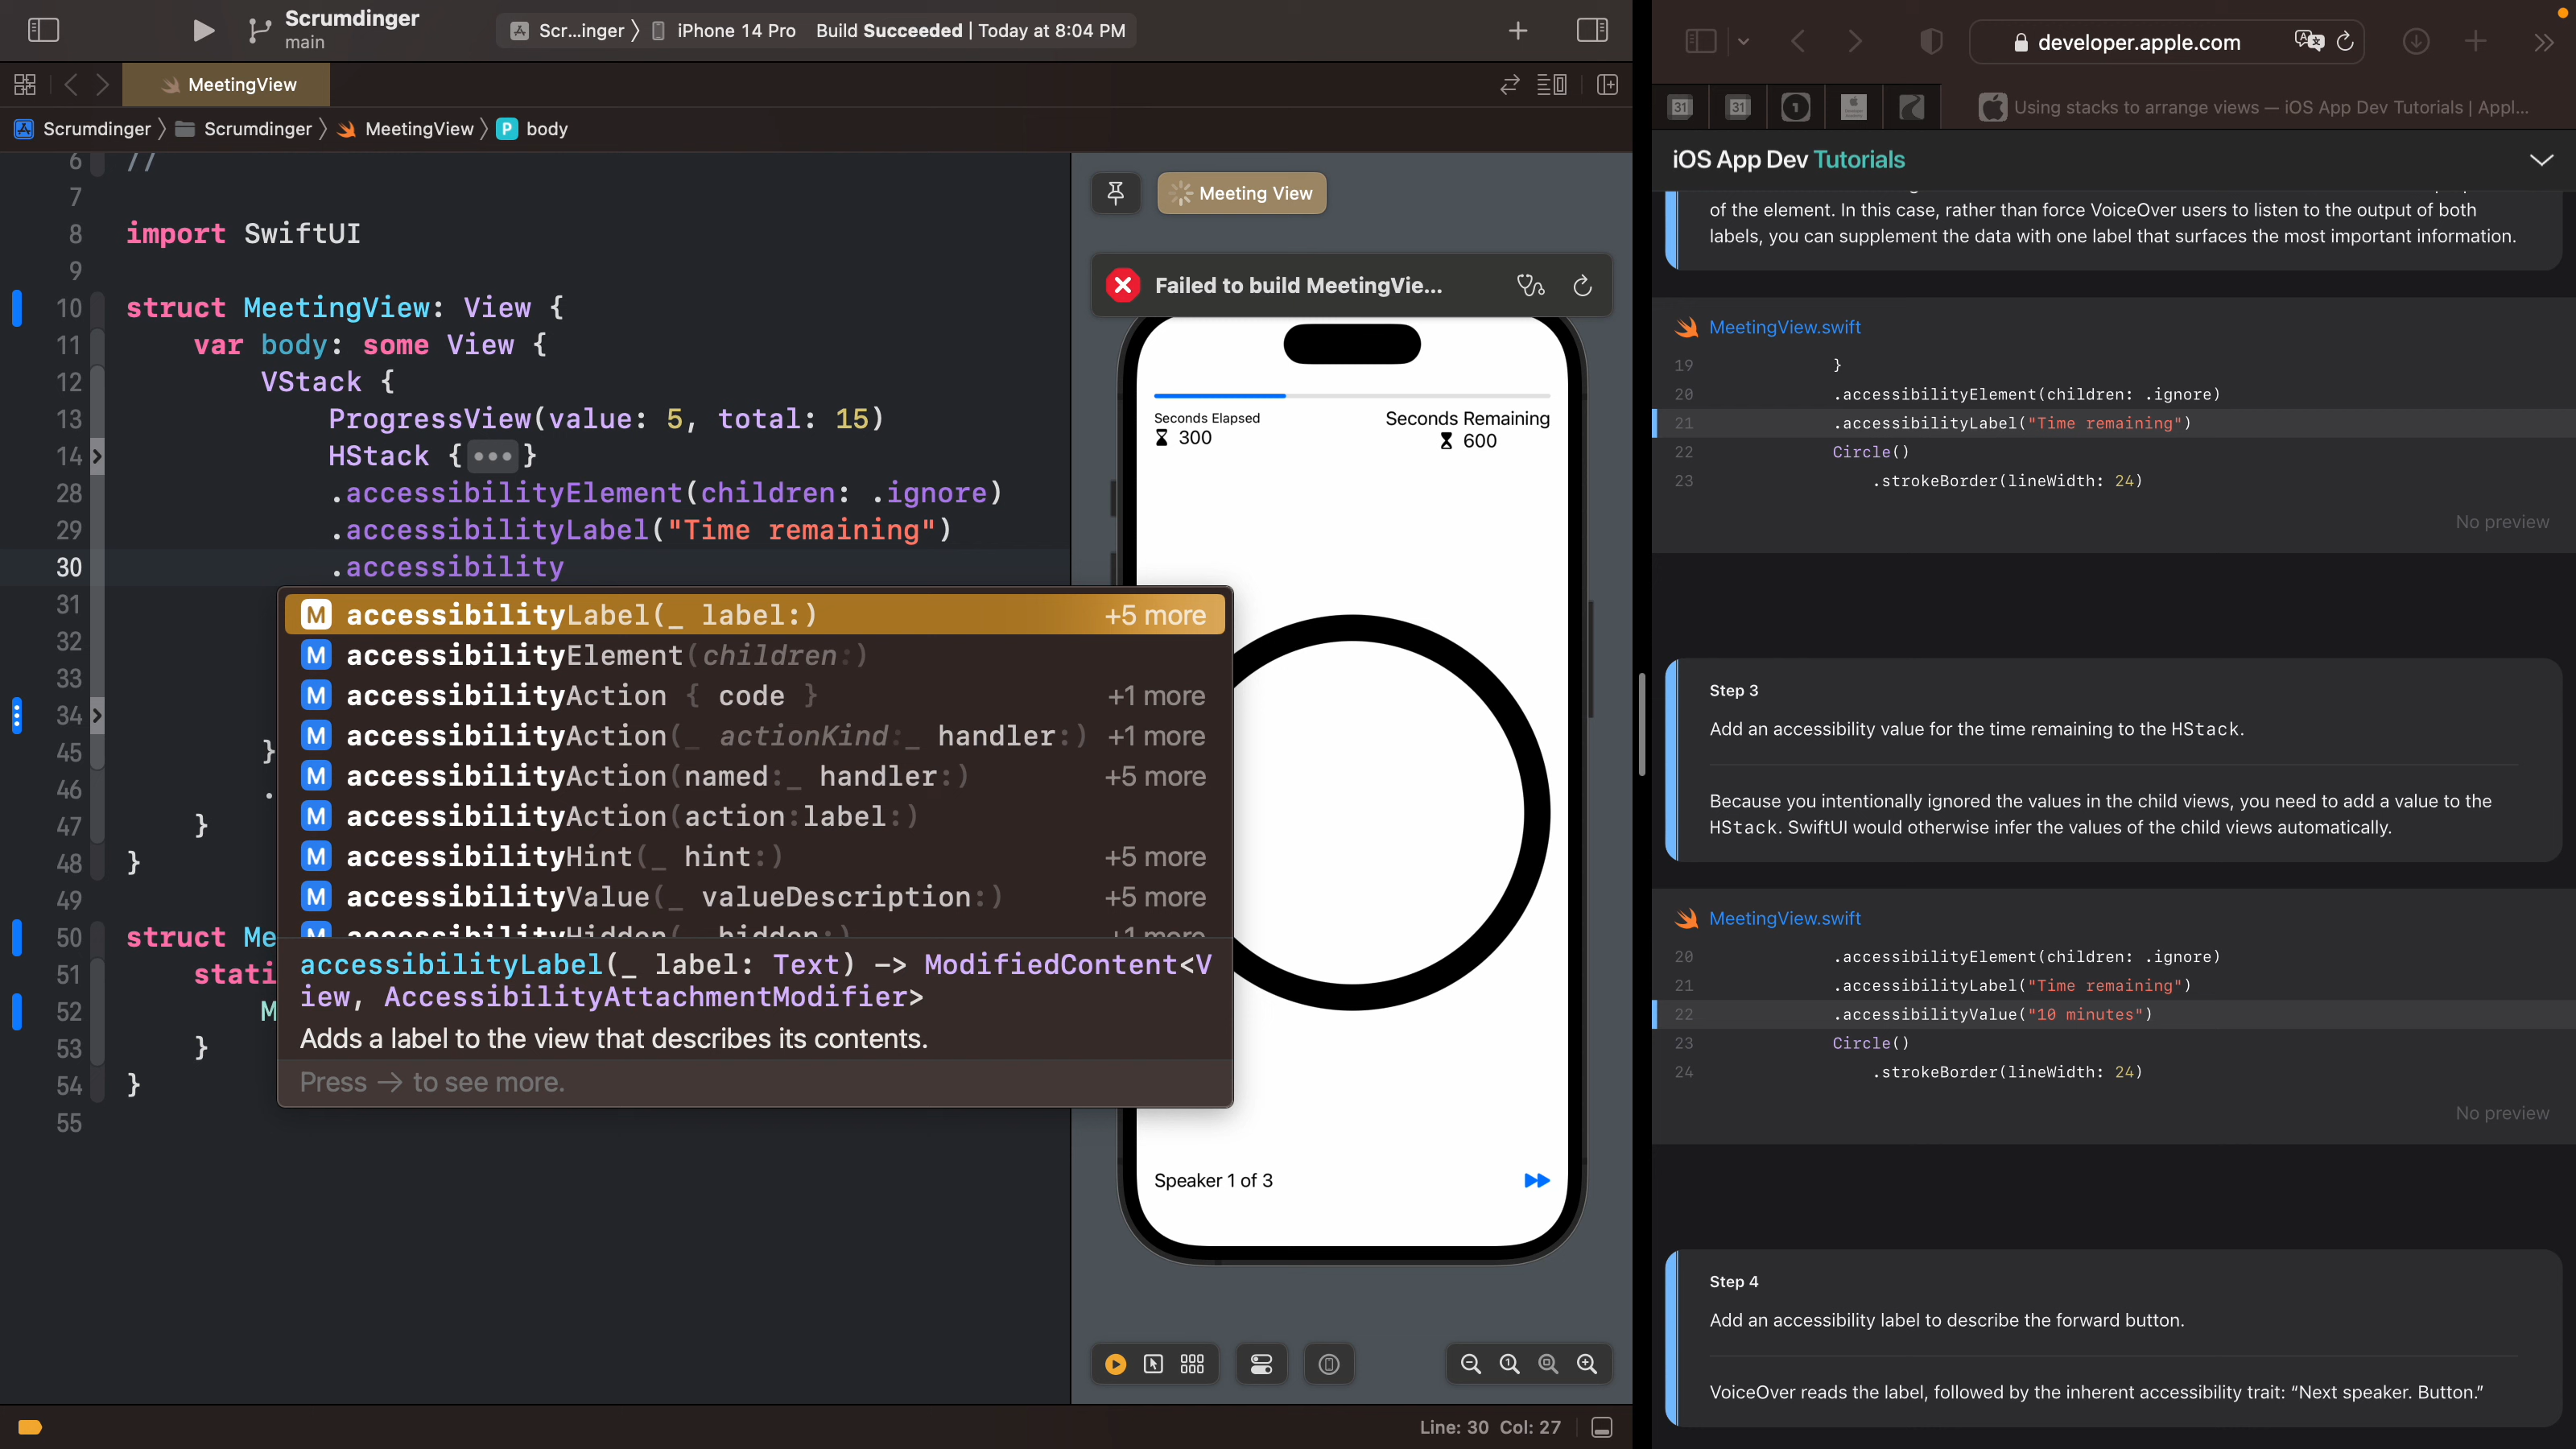 Scrumdinger
main
Scr...inger
iPhone 14 Pro
Build Succeeded | Today at 8:04 PM
MeetingView
Scrumdinger
Scrumdinger
MeetingView
P
body
6 //
7
8 import SwiftUI
9
10 struct MeetingView: View {
11 var body: some View {
12 VStack {
13 ProgressView(value: 5, total: 15)
14 HStack {•••}
28 .accessibilityElement(children: .ignore)
29 .accessibilityLabel("Time remaining")
30 .accessibility
31
32
33
34
45 }
46 .
47 }
48 }
49
50 struct Me
51 stati
52 M
53 }
54 }
55
M accessibilityLabel(_ label:) +5 more
M accessibilityElement(children:)
M accessibilityAction { code } +1 more
M accessibilityAction(_ actionKind:_ handler:) +1 more
M accessibilityAction(named:_ handler:) +5 more
M accessibilityAction(action:label:)
M accessibilityHint(_ hint:) +5 more
M accessibilityValue(_ valueDescription:) +5 more
M accessibilityHidden(_ hidden:) +1 more
accessibilityLabel(_ label: Text) -> ModifiedContent<V
iew, AccessibilityAttachmentModifier>
Adds a label to the view that describes its contents.
Press → to see more.
Meeting View
Failed to build MeetingVie...
Seconds Elapsed
300
Seconds Remaining
600
Speaker 1 of 3
Line: 30 Col: 27
developer.apple.com
31
31
1
Using stacks to arrange views — iOS App Dev Tutorials | Appl...
iOS App Dev Tutorials
of the element. In this case, rather than force VoiceOver users to listen to the output of both
labels, you can supplement the data with one label that surfaces the most important information.
MeetingView.swift
19 }
20 .accessibilityElement(children: .ignore)
21 .accessibilityLabel("Time remaining")
22 Circle()
23 .strokeBorder(lineWidth: 24)
No preview
Step 3
Add an accessibility value for the time remaining to the HStack.
Because you intentionally ignored the values in the child views, you need to add a value to the
HStack. SwiftUI would otherwise infer the values of the child views automatically.
MeetingView.swift
20 .accessibilityElement(children: .ignore)
21 .accessibilityLabel("Time remaining")
22 .accessibilityValue("10 minutes")
23 Circle()
24 .strokeBorder(lineWidth: 24)
No preview
Step 4
Add an accessibility label to describe the forward button.
VoiceOver reads the label, followed by the inherent accessibility trait: “Next speaker. Button.”